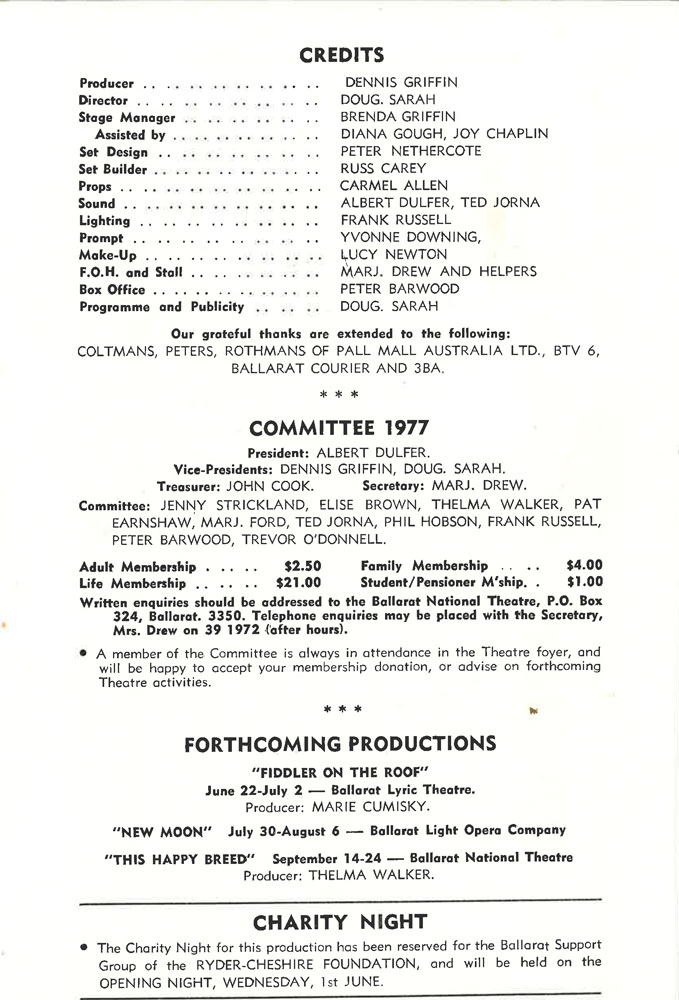 CREDITS
Producer .. .. .. .. .. .. .. .. DENNIS GRIFFIN
Director .. .. .. .. .. .. .. .. DOUG. SARAH
Stage Manager .. .. .. .. .. .. BRENDA GRIFFIN
Assisted by .. .. .. .. .. .. .. DIANA GOUGH, JOY CHAPLIN
Set Design .. .. .. .. .. .. .. PETER NETHERCOTE
Set Builder .. .. .. .. .. .. .. RUSS CAREY
Props .. .. .. .. .. .. .. .. .. CARMEL ALLEN
Sound .. .. .. .. .. .. .. .. .. ALBERT DULFER, TED JORNA
Lighting .. .. .. .. .. .. .. .. FRANK RUSSELL
Prompt .. .. .. .. .. .. .. .. YVONNE DOWNING,
Make-Up .. .. .. .. .. .. .. .. LUCY NEWTON
F.O.H. and Stall .. .. .. .. .. .. MARJ. DREW AND HELPERS
Box Office .. .. .. .. .. .. .. PETER BARWOOD
Programme and Publicity .. .. .. DOUG. SARAH
Our grateful thanks are extended to the following:
COLTMANS, PETERS, ROTHMANS OF PALL MALL AUSTRALIA LTD., BTV 6,
BALLARAT COURIER AND 3BA.
* * *
COMMITTEE 1977
President: ALBERT DULFER.
Vice-Presidents: DENNIS GRIFFIN, DOUG. SARAH.
Treasurer: JOHN COOK. Secretary: MARJ. DREW.
Committee: JENNY STRICKLAND, ELISE BROWN, THELMA WALKER, PAT
EARNSHAW, MARJ. FORD, TED JORNA, PHIL HOBSON, FRANK RUSSELL,
PETER BARWOOD, TREVOR O'DONNELL.
Adult Membership . .. .. $2.50 Family Membership .. .. $4.00
Life Membership .. .. .. $21.00 Student/Pensioner M'ship. . $1.00
Written enquiries should be addressed to the Ballarat National Theatre, P.O. Box
324, Ballarat. 3350. Telephone enquiries may be placed with the Secretary,
Mrs. Drew on 39 1972 (after hours).
• A member of the Committee is always in attendance in the Theatre foyer, and
will be happy to accept your membership donation, or advise on forthcoming
Theatre activities.
* * *
FORTHCOMING PRODUCTIONS
"FIDDLER ON THE ROOF"
June 22-July 2 — Ballarat Lyric Theatre.
Producer: MARIE CUMISKY.
"NEW MOON" July 30-August 6 — Ballarat Light Opera Company
"THIS HAPPY BREED" September 14-24 — Ballarat National Theatre
Producer: THELMA WALKER.
CHARITY NIGHT
• The Charity Night for this production has been reserved for the Ballarat Support
Group of the RYDER-CHESHIRE FOUNDATION, and will be held on the
OPENING NIGHT, WEDNESDAY, 1st JUNE.